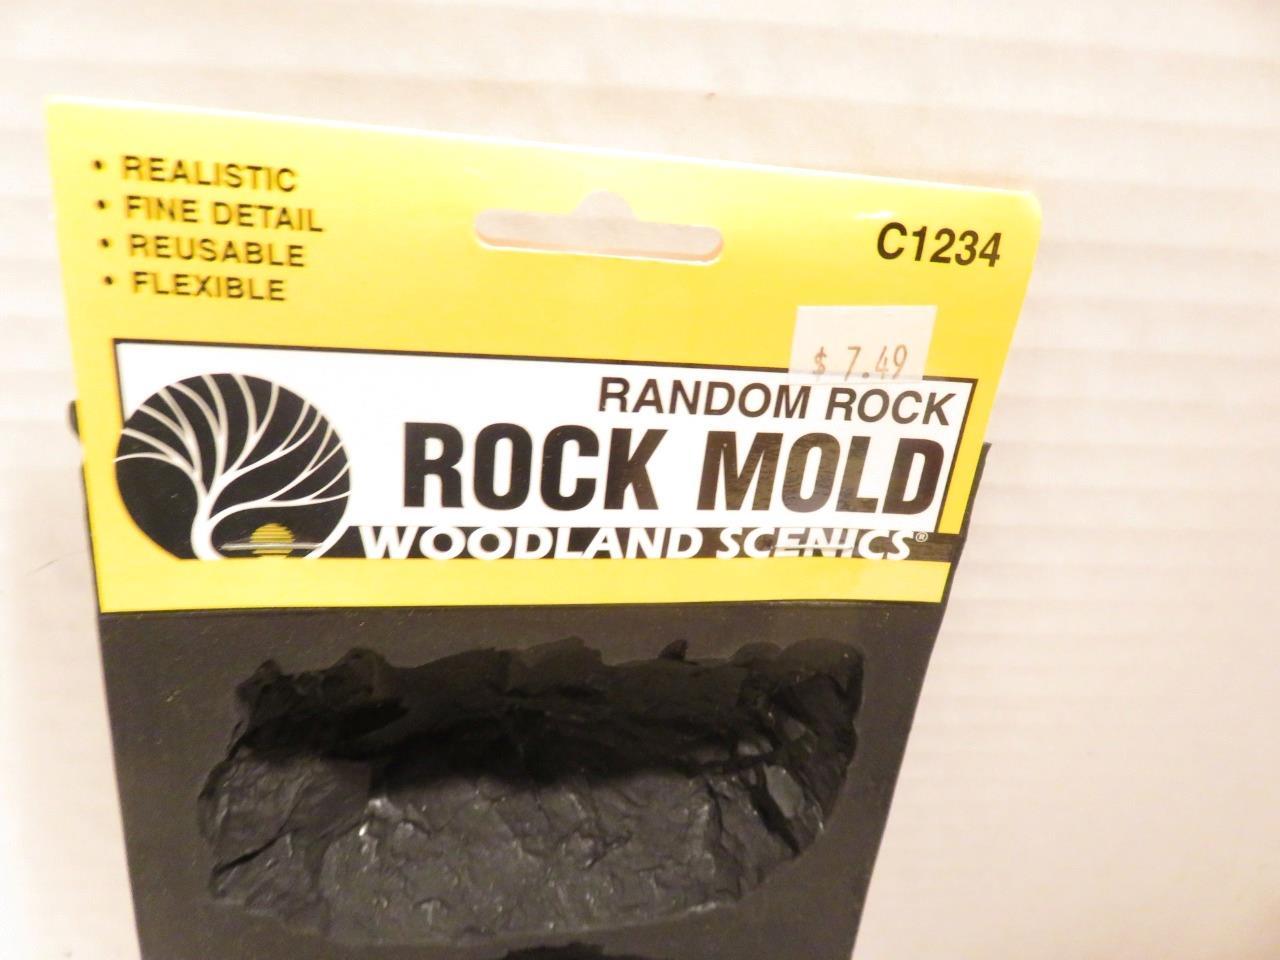 • REALISTIC
• FINE DETAIL
• REUSABLE
• FLEXIBLE
C1234
$ 7.49
RANDOM ROCK
ROCK MOLD
WOODLAND SCENICS®